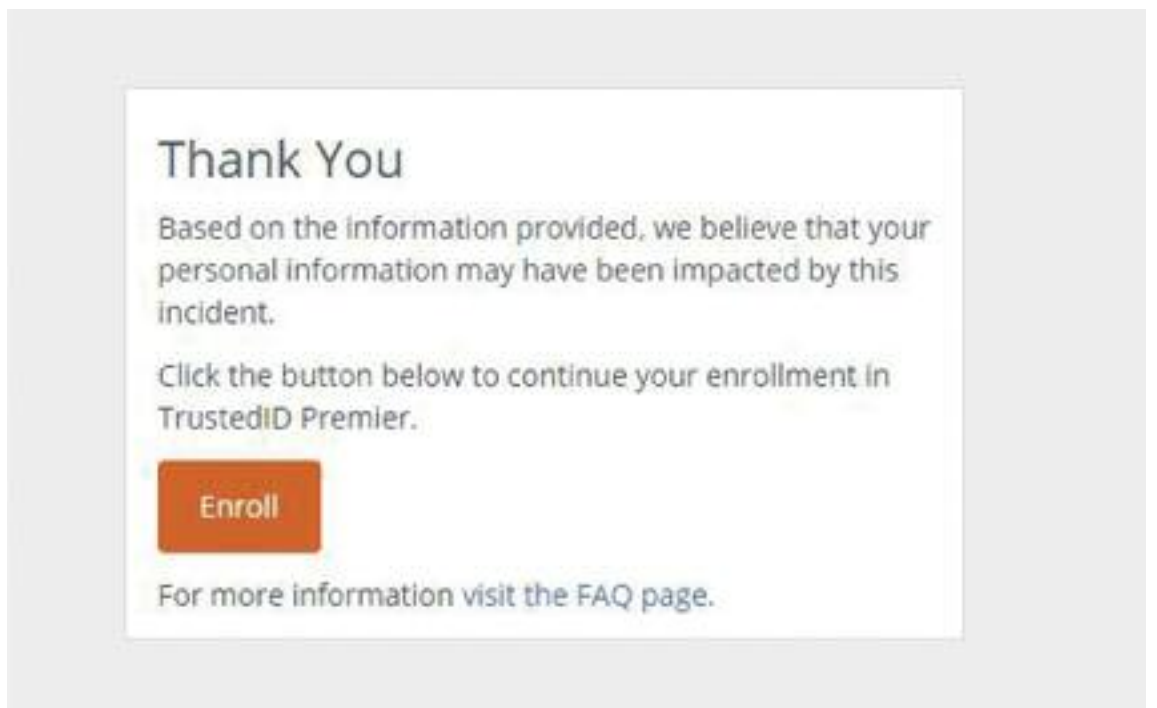 Thank You
Based on the information provided, we believe that your
personal information may have been impacted by this
incident.
Click the button below to continue your enrollment in
TrustedID Premier.
Enroll
For more information visit the FAQ page.